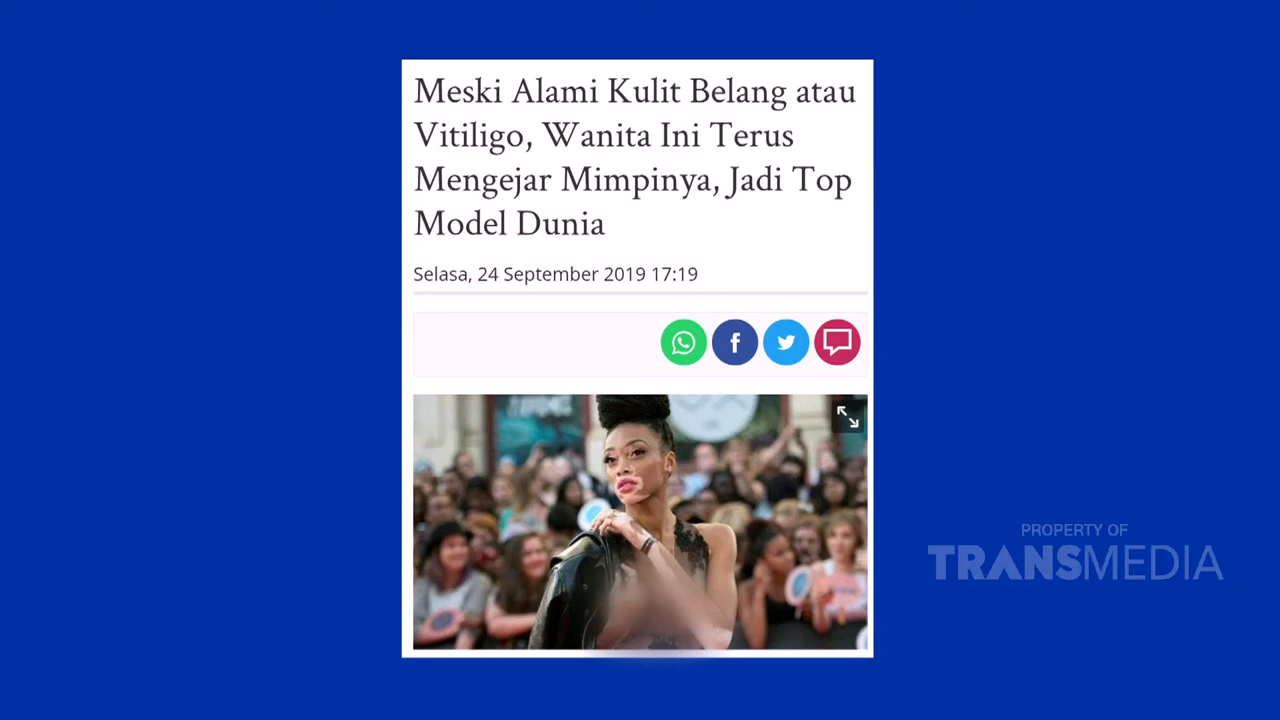 Meski Alami Kulit Belang atau
Vitiligo, Wanita Ini Terus
Mengejar Mimpinya, Jadi Top
Model Dunia
Selasa, 24 September 2019 17:19
PROPERTY OF
TRANSMEDIA